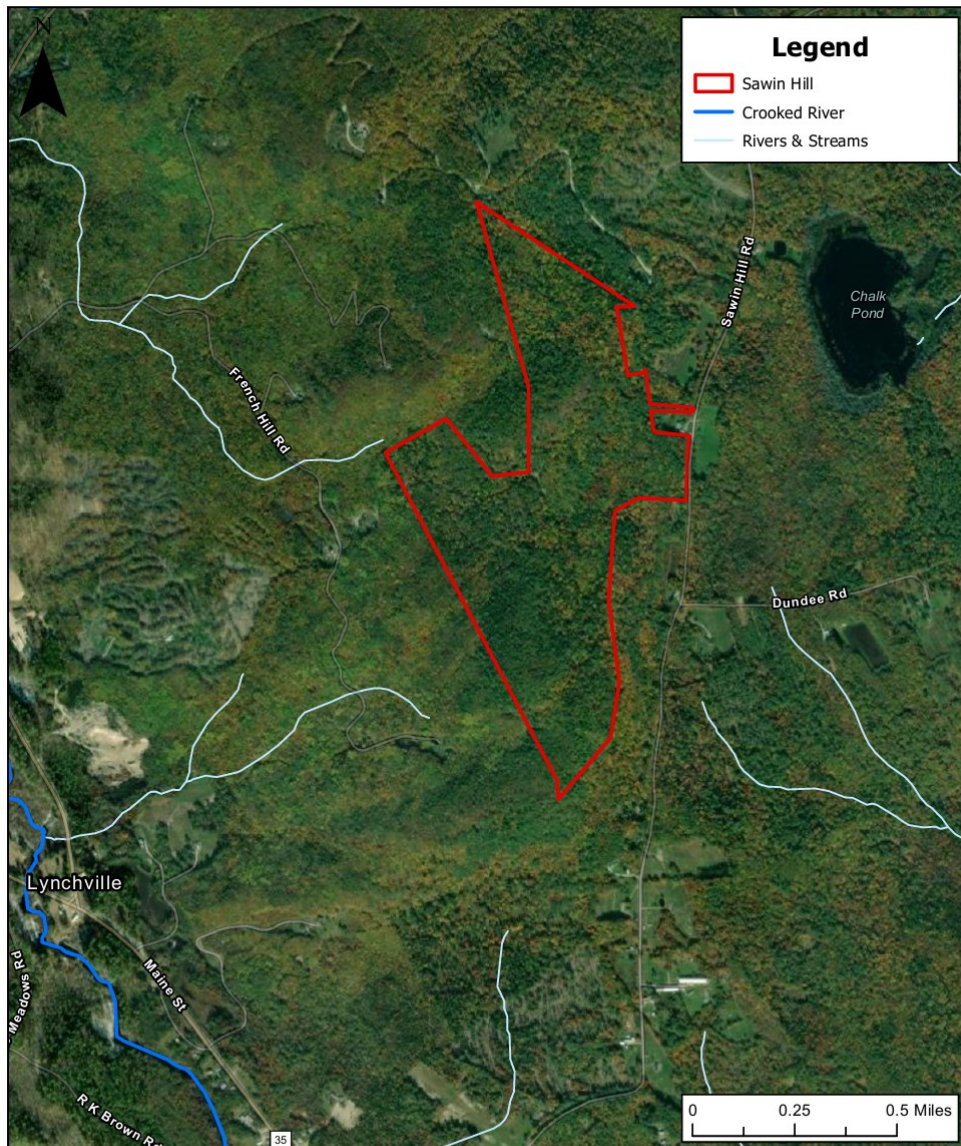 N
Legend
Sawin Hill
Crooked River
Rivers & Streams
Sawin Hill Rd
Chalk
Pond
French Hill Rd
Dundee Rd
Lynchville
Maine St
Meadows Rd
R K Brown Rd
35
0 0.25 0.5 Miles